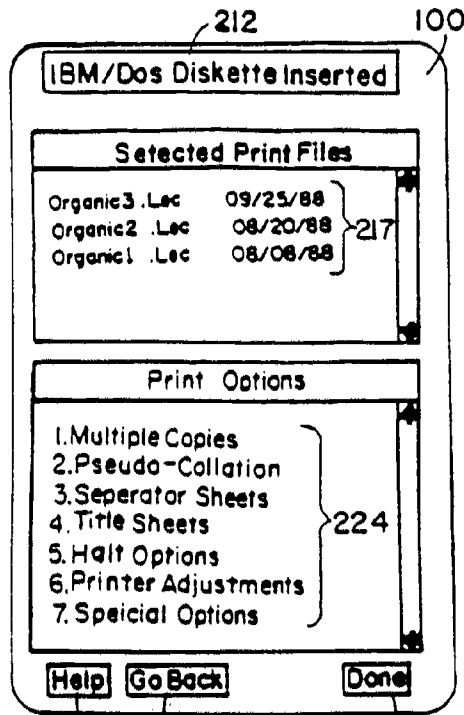 212
100
IBM/Dos Diskette Inserted
Setected Print Files
Organic3 .Lec 09/25/88
Organic2 .Lec 08/20/88
Organic1 .Lec 08/08/88
217
Print Options
1. Multiple Copies
2. Pseudo-Collation
3. Seperator Sheets
4. Title Sheets
5. Halt Options
6. Printer Adjustments
7. Speicial Options
224
Help Go Back Done